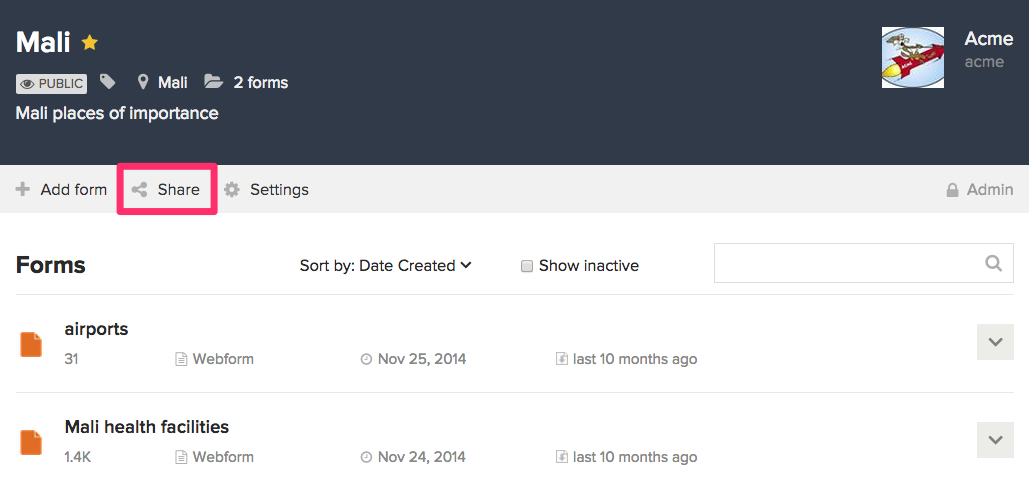 Mali
Acme
acme
PUBLIC Mali 2 forms
Mali places of importance
Add form Share Settings Admin
Forms Sort by: Date Created Show inactive
airports
31 Webform Nov 25, 2014 last 10 months ago
Mali health facilities
1.4K Webform Nov 24, 2014 last 10 months ago